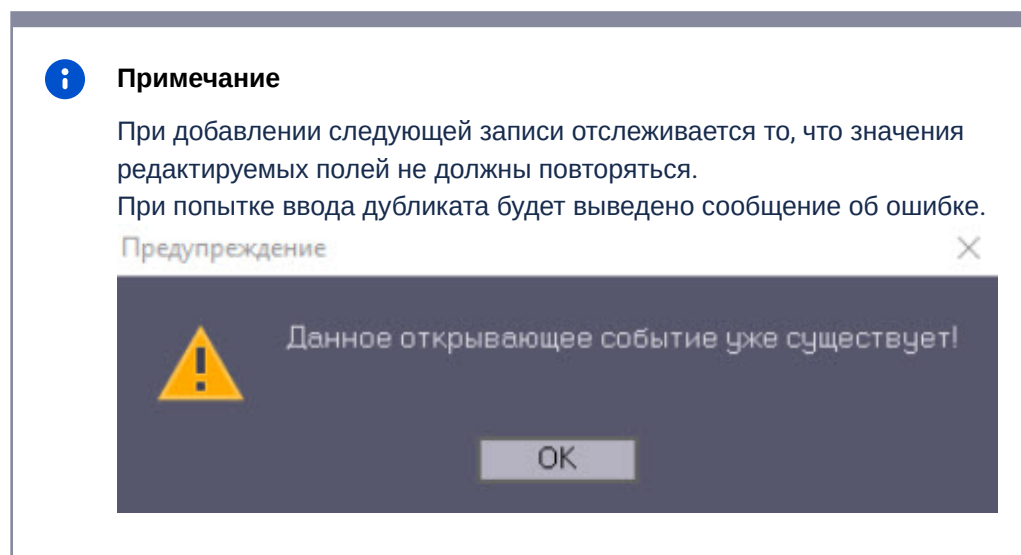 Примечание
При добавлении следующей записи отслеживается то, что значения
редактируемых полей не должны повторяться.
При попытке ввода дубликата будет выведено сообщение об ошибке.
Предупреждение
Данное открывающее событие уже существует!
OK